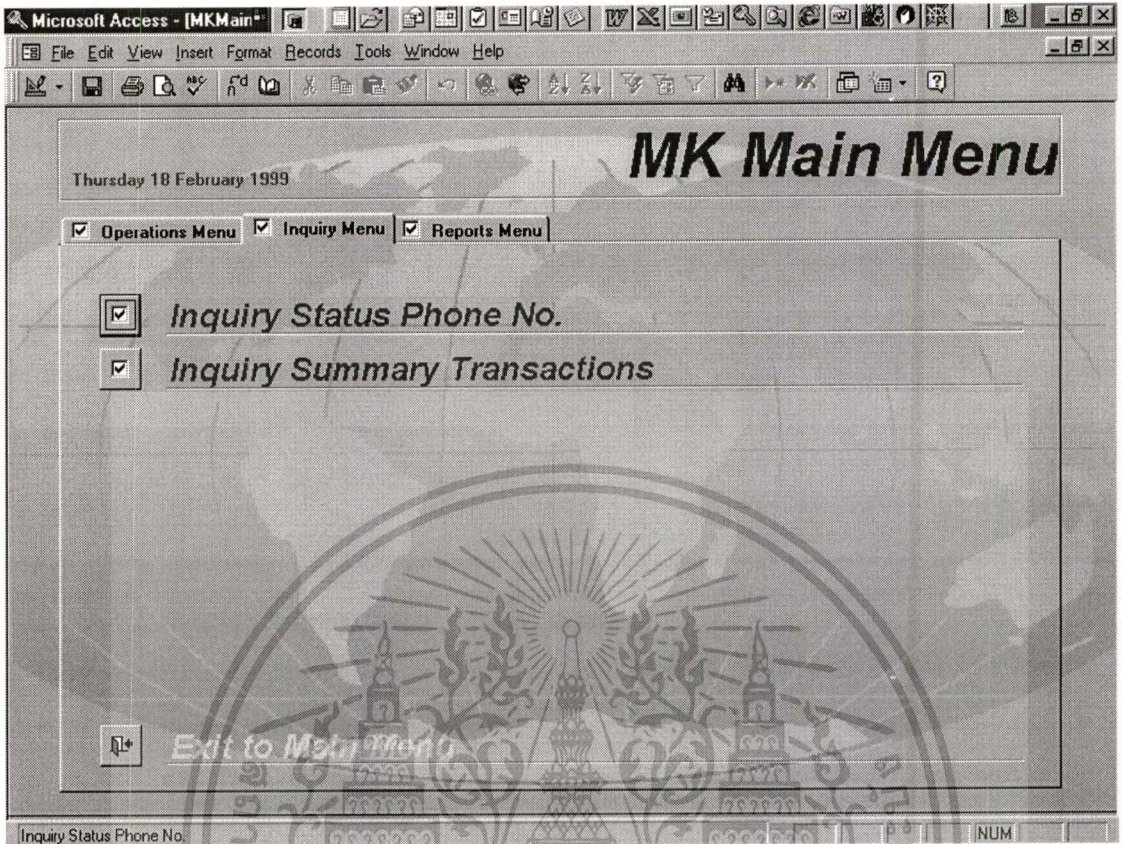 Microsoft Access - [MKMain
File Edit View Insert Format Records Tools Window Help
MK Main Menu
Thursday 18 February 1999
Operations Menu Inquiry Menu Reports Menu
Inquiry Status Phone No.
Inquiry Summary Transactions
Exit to Main Menu
Inquiry Status Phone No.
NUM